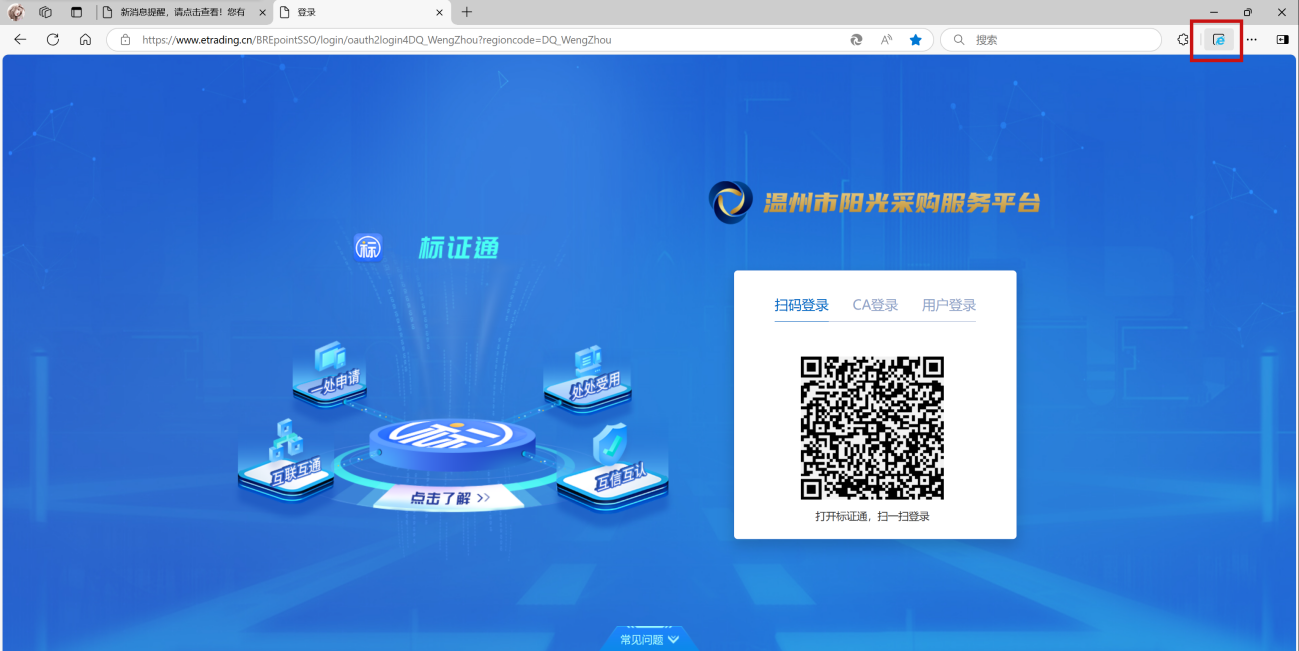 新消息提醒，请点击查看！您有
登录
https://www.etrading.cn/BREpointSSO/login/oauth2login4DQ_WengZhou?regioncode=DQ_WengZhou
搜索
温州市阳光采购服务平台
标 标证通
扫码登录 CA登录 用户登录
一处申请
处处受用
标
互联互通
互信互认
点击了解 >>
打开标证通，扫一扫登录
常见问题